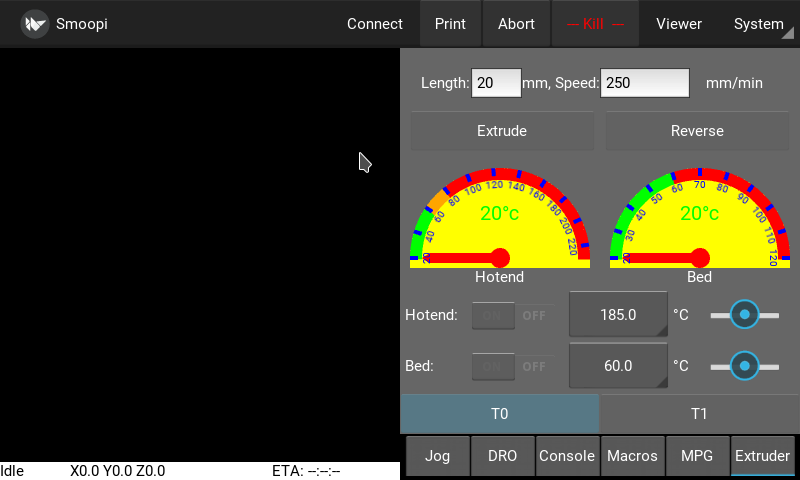 Smoopi Connect Print Abort — Kill — Viewer System
Length: 20 mm, Speed: 250 mm/min
Extrude Reverse
20 40 60 80 100 120 140 160 180 200 220
20°c
Hotend
20 30 40 50 60 70 80 90 100 110 120
20°c
Bed
Hotend: ON OFF 185.0 °C
Bed: ON OFF 60.0 °C
T0 T1
Idle X0.0 Y0.0 Z0.0 ETA: --:--:--
Jog DRO Console Macros MPG Extruder